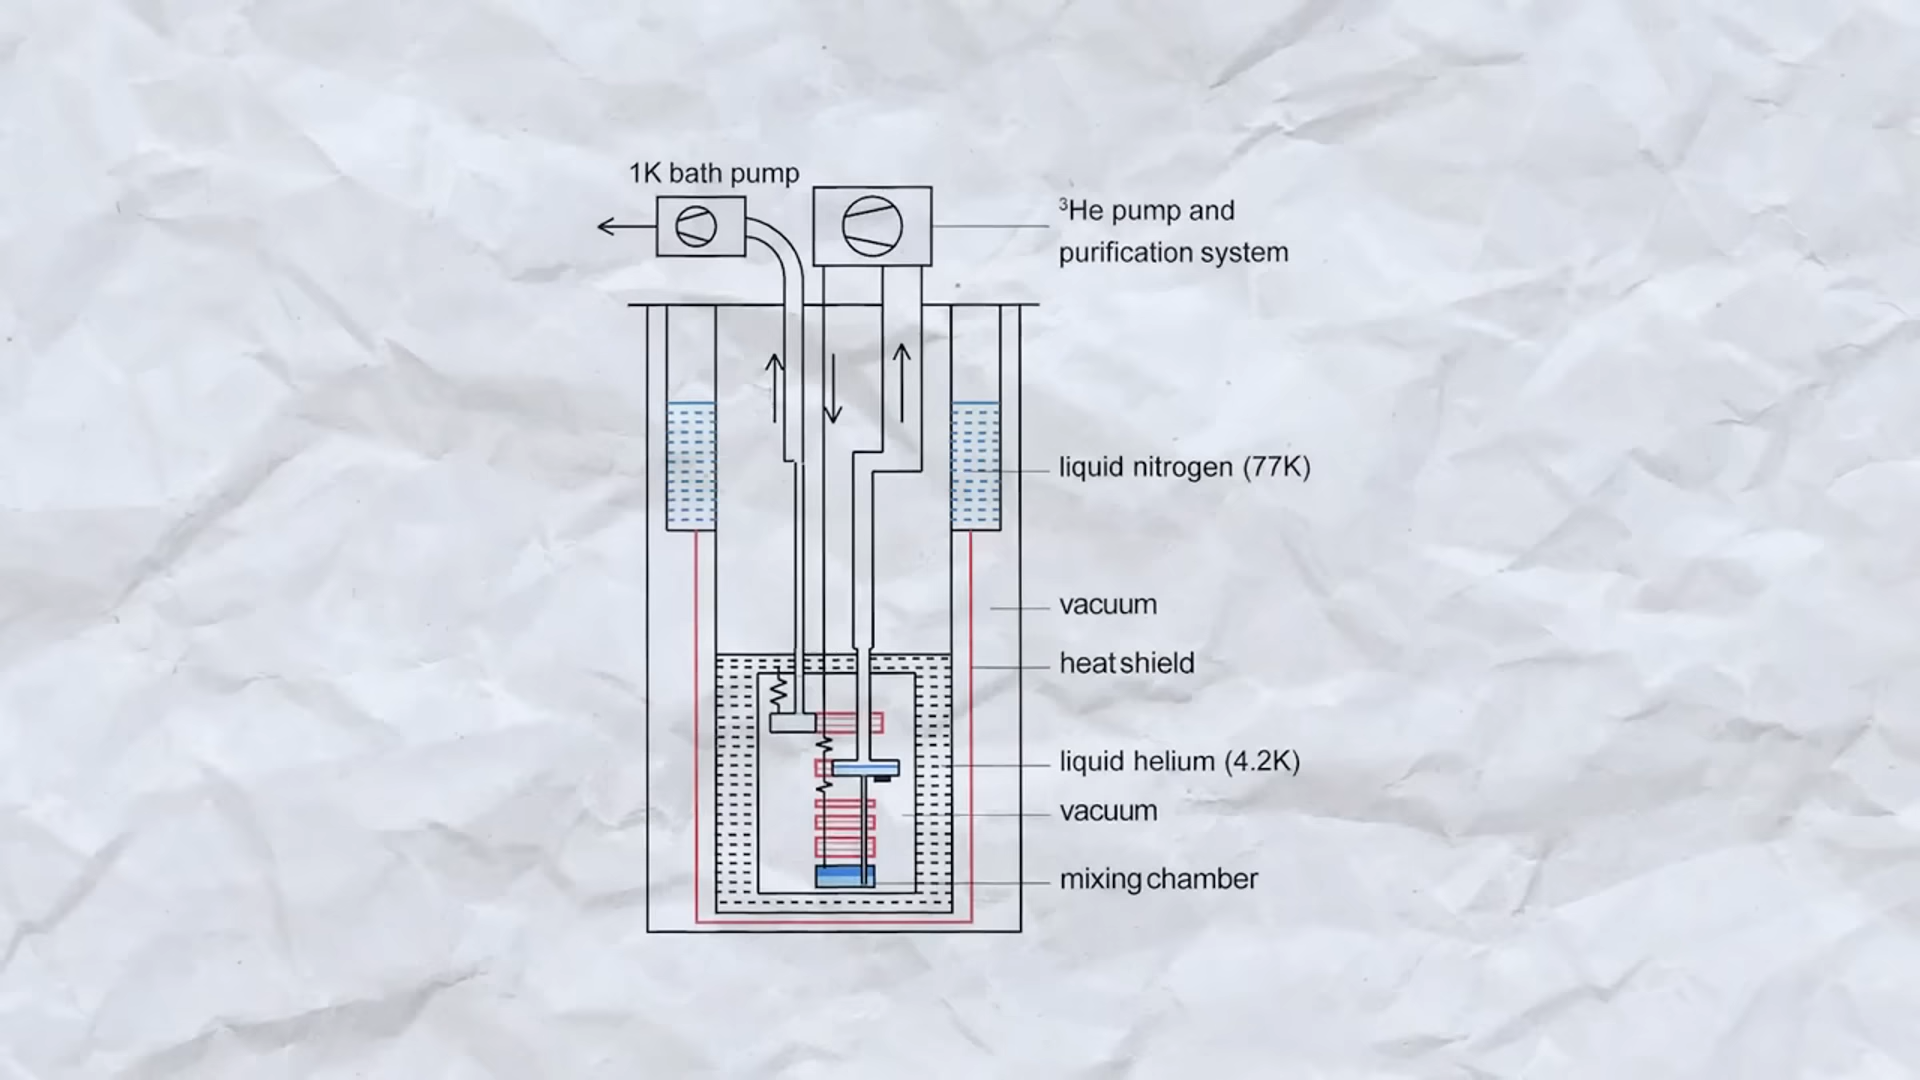 1K bath pump
³He pump and
purification system
liquid nitrogen (77K)
vacuum
heat shield
liquid helium (4.2K)
vacuum
mixing chamber